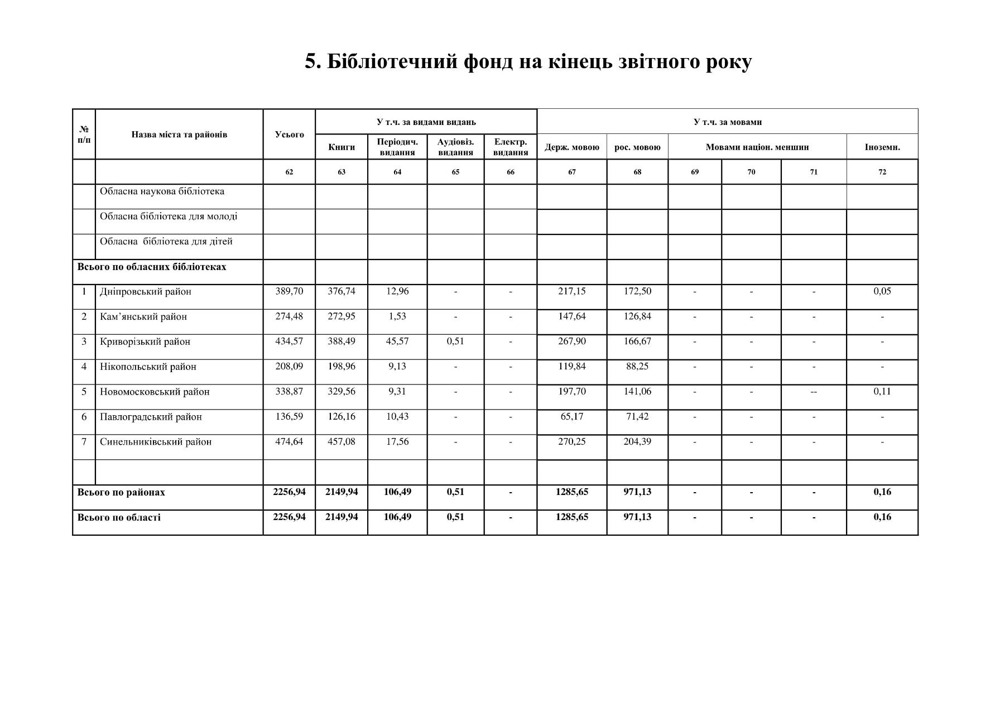 5. Бібліотечний фонд на кінець звітного року
№ п/п Назва міста та районів Усього У т.ч. за видами видань У т.ч. за мовами
Книги Періодич. видання Аудіовіз. видання Електр. видання Держ. мовою рос. мовою Мовами націон. меншин Іноземн.
62 63 64 65 66 67 68 69 70 71 72
Обласна наукова бібліотека
Обласна бібліотека для молоді
Обласна бібліотека для дітей
Всього по обласних бібліотеках
1 Дніпровський район 389,70 376,74 12,96 - - 217,15 172,50 - - - 0,05
2 Кам’янський район 274,48 272,95 1,53 - - 147,64 126,84 - - - -
3 Криворізький район 434,57 388,49 45,57 0,51 - 267,90 166,67 - - - -
4 Нікопольський район 208,09 198,96 9,13 - - 119,84 88,25 - - - -
5 Новомосковський район 338,87 329,56 9,31 - - 197,70 141,06 - - -- 0,11
6 Павлоградський район 136,59 126,16 10,43 - - 65,17 71,42 - - - -
7 Синельниківський район 474,64 457,08 17,56 - - 270,25 204,39 - - - -
Всього по районах 2256,94 2149,94 106,49 0,51 - 1285,65 971,13 - - - 0,16
Всього по області 2256,94 2149,94 106,49 0,51 - 1285,65 971,13 - - - 0,16